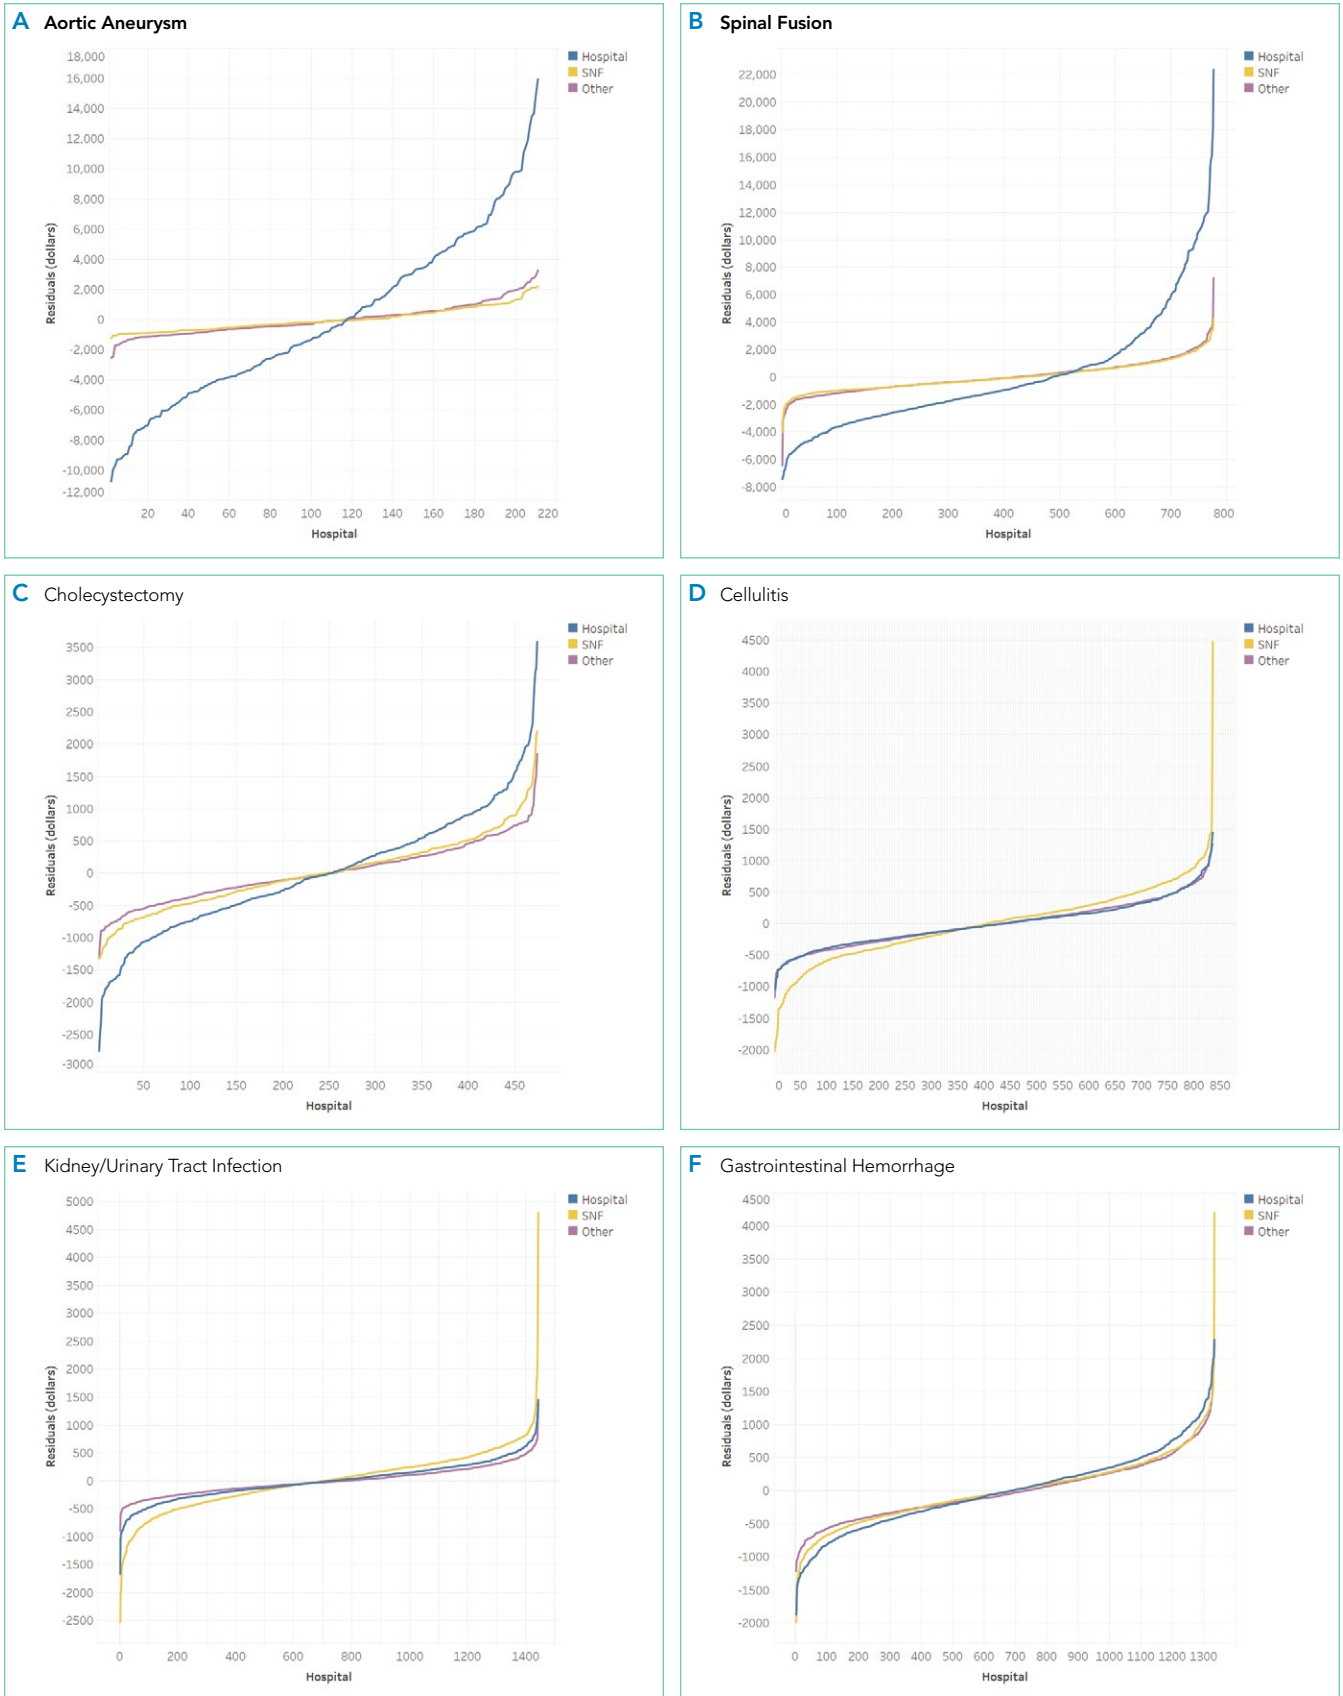 A Aortic Aneurysm
18,000
16,000
14,000
12,000
10,000
8,000
6,000
4,000
2,000
0
-2,000
-4,000
-6,000
-8,000
-10,000
-12,000
Residuals (dollars)
20 40 60 80 100 120 140 160 180 200 220
Hospital
Hospital
SNF
Other
B Spinal Fusion
22,000
20,000
18,000
16,000
14,000
12,000
10,000
8,000
6,000
4,000
2,000
0
-2,000
-4,000
-6,000
-8,000
Residuals (dollars)
0 100 200 300 400 500 600 700 800
Hospital
Hospital
SNF
Other
C Cholecystectomy
3500
3000
2500
2000
1500
1000
500
0
-500
-1000
-1500
-2000
-2500
-3000
Residuals (dollars)
50 100 150 200 250 300 350 400 450
Hospital
Hospital
SNF
Other
D Cellulitis
4500
4000
3500
3000
2500
2000
1500
1000
500
0
-500
-1000
-1500
-2000
Residuals (dollars)
0 50 100 150 200 250 300 350 400 450 500 550 600 650 700 750 800 850
Hospital
Hospital
SNF
Other
E Kidney/Urinary Tract Infection
5000
4500
4000
3500
3000
2500
2000
1500
1000
500
0
-500
-1000
-1500
-2000
-2500
Residuals (dollars)
0 200 400 600 800 1000 1200 1400
Hospital
Hospital
SNF
Other
F Gastrointestinal Hemorrhage
4500
4000
3500
3000
2500
2000
1500
1000
500
0
-500
-1000
-1500
-2000
Residuals (dollars)
0 100 200 300 400 500 600 700 800 900 1000 1100 1200 1300
Hospital
Hospital
SNF
Other